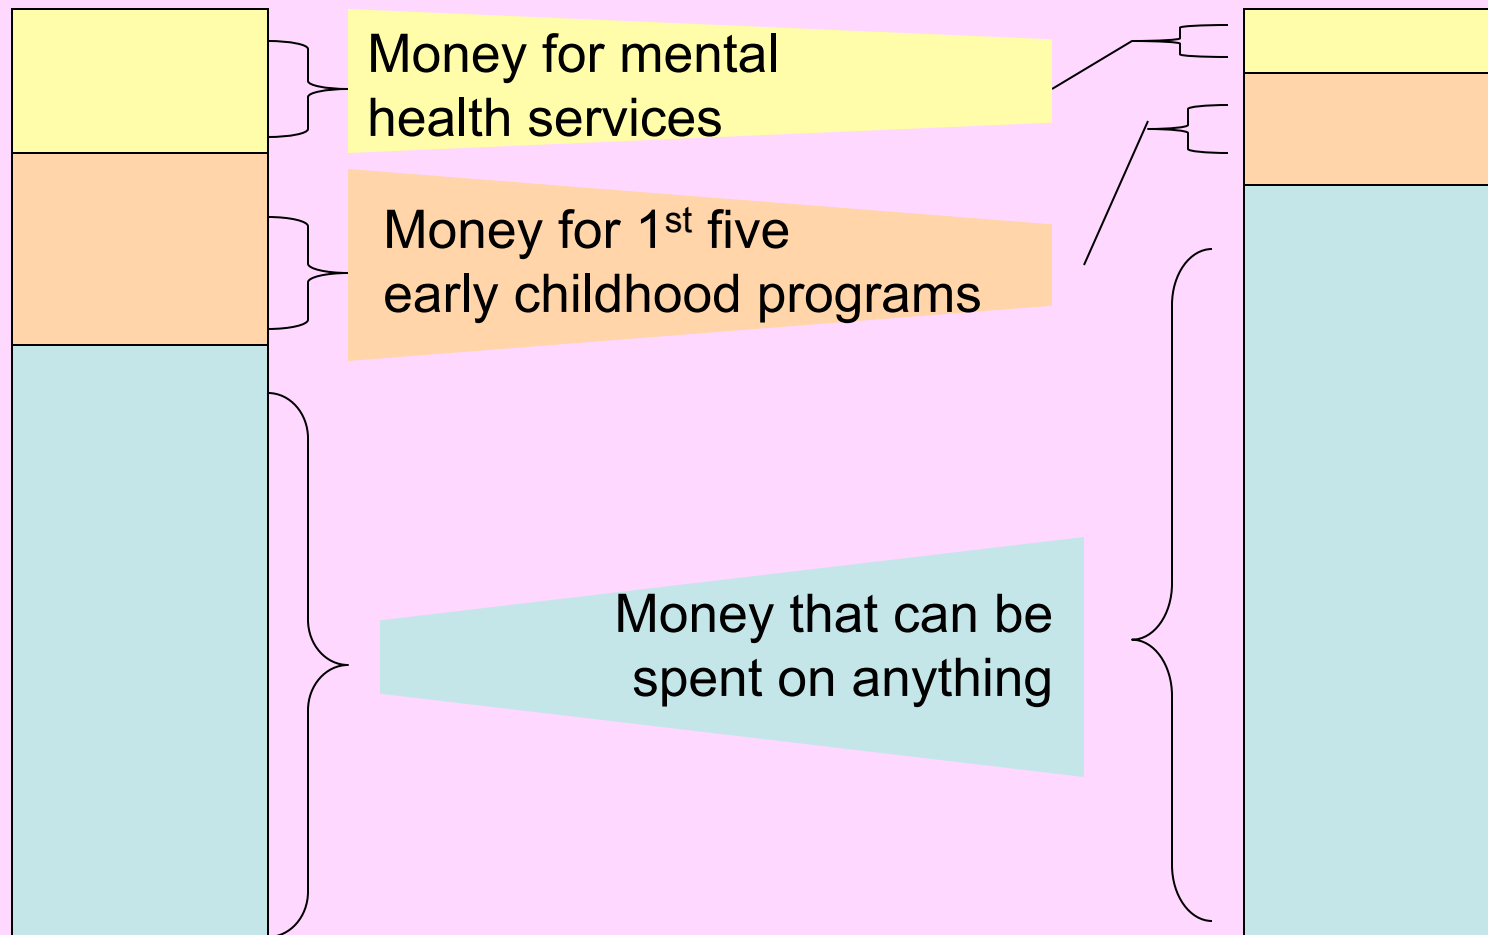 Money for mental
health services
Money for 1st five
early childhood programs
Money that can be
spent on anything